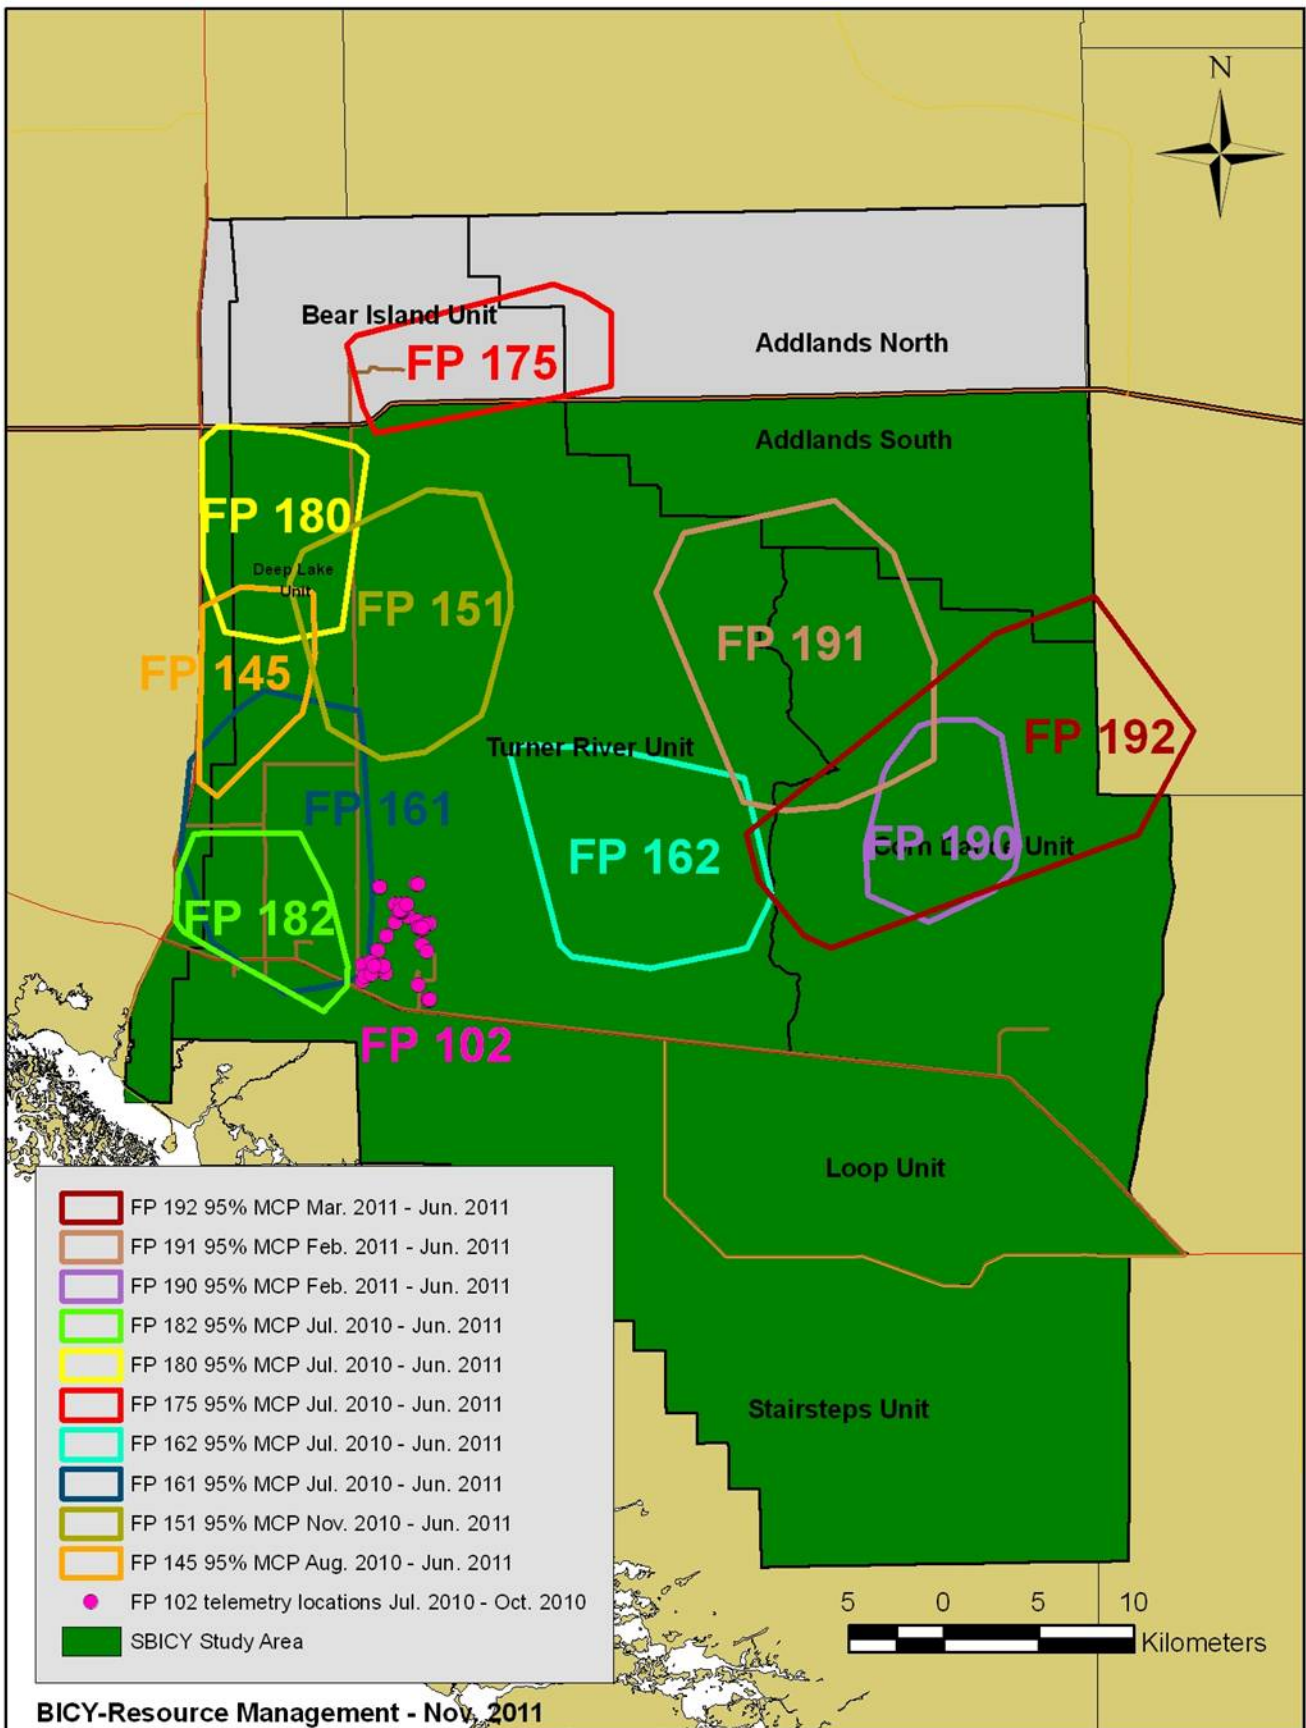 N
Bear Island Unit
FP 175
Addlands North
Addlands South
FP 180
Deep Lake
Unit
FP 151
FP 191
FP 145
FP 192
Turner River Unit
FP 161
FP 162
FP 190
Unit
FP 182
FP 102
Loop Unit
FP 192 95% MCP Mar. 2011 - Jun. 2011
FP 191 95% MCP Feb. 2011 - Jun. 2011
FP 190 95% MCP Feb. 2011 - Jun. 2011
FP 182 95% MCP Jul. 2010 - Jun. 2011
FP 180 95% MCP Jul. 2010 - Jun. 2011
FP 175 95% MCP Jul. 2010 - Jun. 2011
FP 162 95% MCP Jul. 2010 - Jun. 2011
FP 161 95% MCP Jul. 2010 - Jun. 2011
FP 151 95% MCP Nov. 2010 - Jun. 2011
FP 145 95% MCP Aug. 2010 - Jun. 2011
FP 102 telemetry locations Jul. 2010 - Oct. 2010
SBICY Study Area
Stairsteps Unit
5 0 5 10
Kilometers
BICY-Resource Management - Nov. 2011